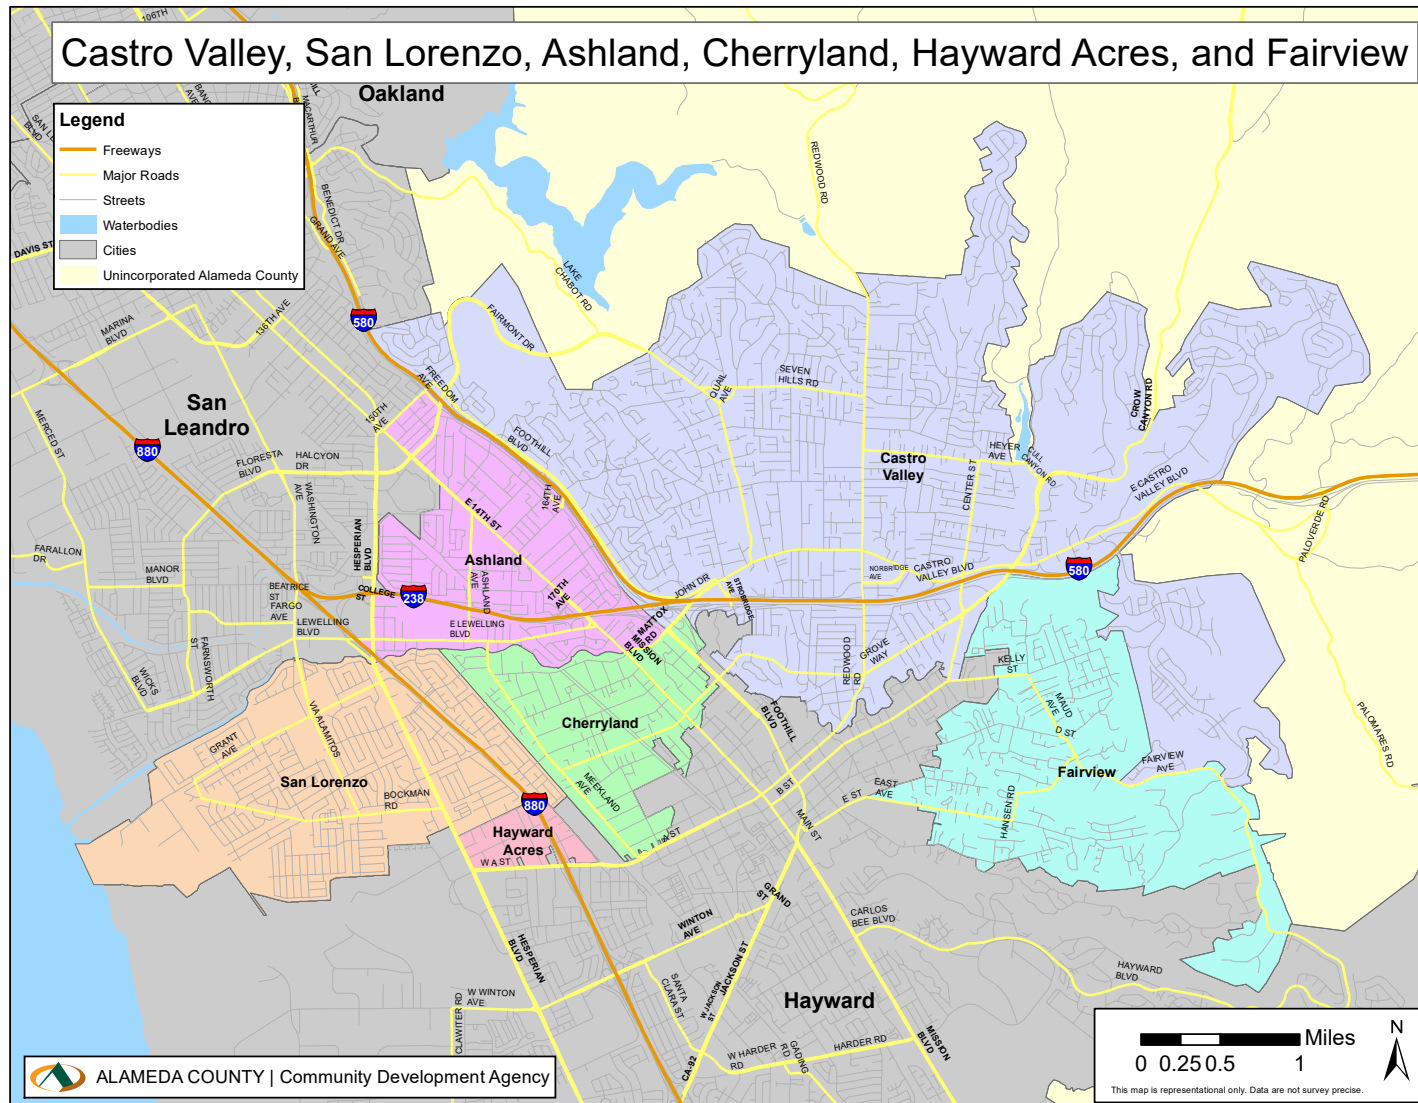 Castro Valley, San Lorenzo, Ashland, Cherryland, Hayward Acres, and Fairview
106TH
Oakland
Legend
Freeways
Major Roads
Streets
Waterbodies
Cities
Unincorporated Alameda County
MACARTHUR
BENEDICT DR
GRAND AVE
DAVIS ST
REDWOOD RD
LAKE
CHABOT RD
580
FAIRMONT DR
136TH AVE
MARINA
BLVD
FREEDOM
AVE
150TH
AVE
SEVEN
HILLS RD
QUAIL
AVE
CROW
CANYON RD
San
Leandro
MERCED ST
880
FLORESTA
BLVD
HALCYON
DR
WASHINGTON
AVE
FOOTHILL
BLVD
164TH
AVE
E 14TH ST
Castro
Valley
HEYER
AVE
CULL
CANYON RD
CENTER ST
E CASTRO
VALLEY BLVD
PALOVERDE RD
HESPERIAN
BLVD
FARALLON
DR
MANOR
BLVD
BEATRICE
ST
FARGO
AVE
LEWELLING
BLVD
COLLEGE
ST
238
Ashland
ASHLAND
AVE
170TH
AVE
E LEWELLING
BLVD
MATTOX
RD
MISSION
BLVD
JOHN DR
STROBRIDGE
AVE
NORBRIDGE
AVE
CASTRO
VALLEY BLVD
580
REDWOOD
RD
GROVE
WAY
KELLY
ST
MAUD
AVE
D ST
WICKS
BLVD
FARNSWORTH
ST
GRANT
AVE
VIA ALAMITOS
San Lorenzo
BOCKMAN
RD
Cherryland
MEEKLAND
AVE
FOOTHILL
BLVD
Fairview
FAIRVIEW
AVE
PALOMARES RD
880
Hayward
Acres
W A ST
A ST
B ST
MAIN ST
E ST
EAST
AVE
HANSEN RD
GRAND
ST
WINTON
AVE
CARLOS
BEE BLVD
HESPERIAN
BLVD
JACKSON ST
W JACKSON
ST
SANTA
CLARA ST
W WINTON
AVE
CLAWITER RD
Hayward
HAYWARD
BLVD
MISSION
BLVD
CA-92
W HARDER
RD
GADING
RD
HARDER RD
ALAMEDA COUNTY | Community Development Agency
Miles
0 0.25 0.5 1
N
This map is representational only. Data are not survey precise.